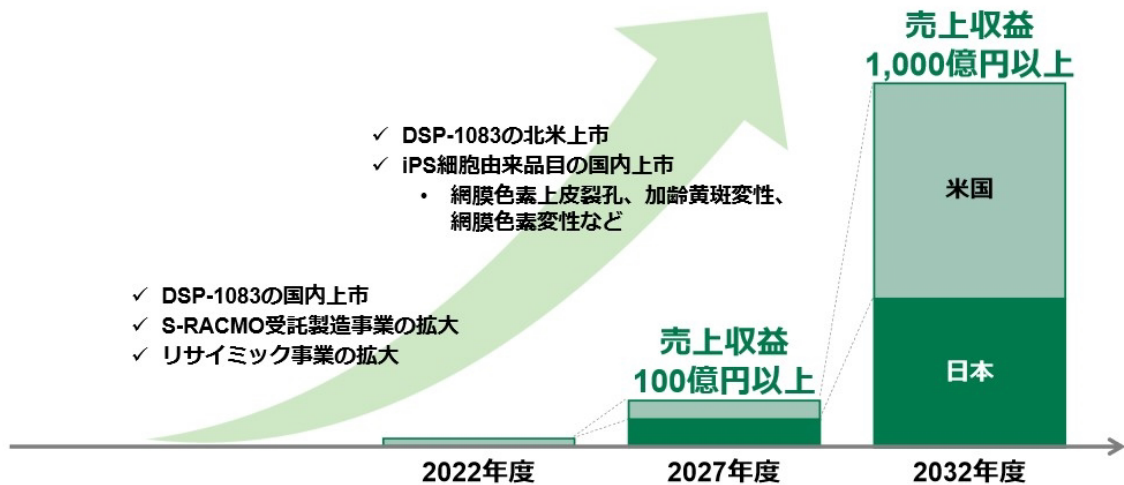 売上収益
1,000億円以上
✓ DSP-1083の北米上市
✓ iPS細胞由来品目の国内上市
• 網膜色素上皮裂孔、加齢黄斑変性、
網膜色素変性など
米国
✓ DSP-1083の国内上市
✓ S-RACMO受託製造事業の拡大
✓ リサイミック事業の拡大
売上収益
100億円以上
日本
2022年度
2027年度
2032年度